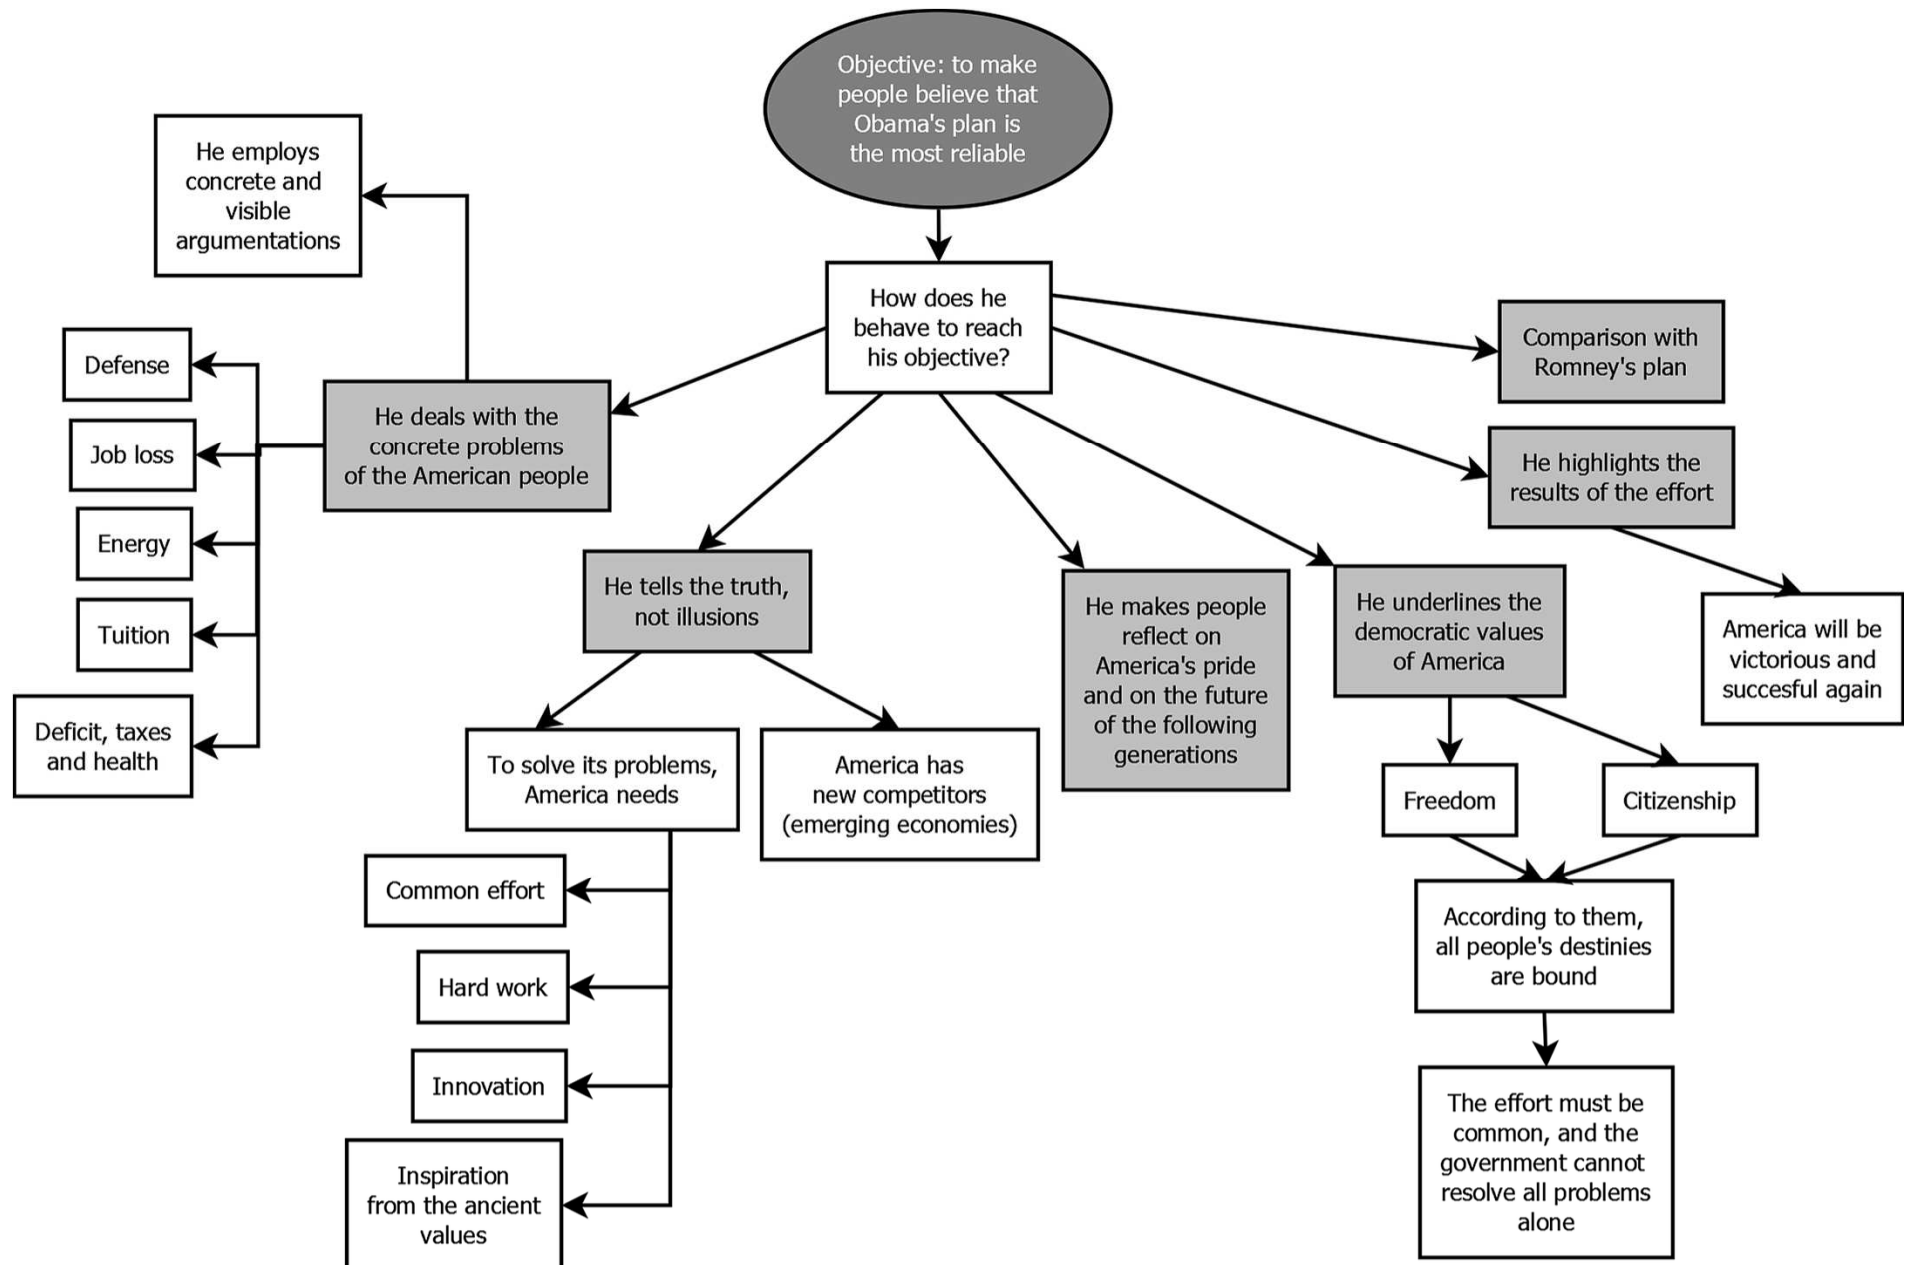 Objective: to make
people believe that
Obama's plan is
the most reliable
He employs
concrete and
visible
argumentations
How does he
behave to reach
his objective?
Comparison with
Romney's plan
Defense
Job loss
Energy
Tuition
Deficit, taxes
and health
He deals with the
concrete problems
of the American people
He highlights the
results of the effort
He tells the truth,
not illusions
He makes people
reflect on
America's pride
and on the future
of the following
generations
He underlines the
democratic values
of America
America will be
victorious and
succesful again
To solve its problems,
America needs
America has
new competitors
(emerging economies)
Freedom
Citizenship
Common effort
Hard work
Innovation
Inspiration
from the ancient
values
According to them,
all people's destinies
are bound
The effort must be
common, and the
government cannot
resolve all problems
alone